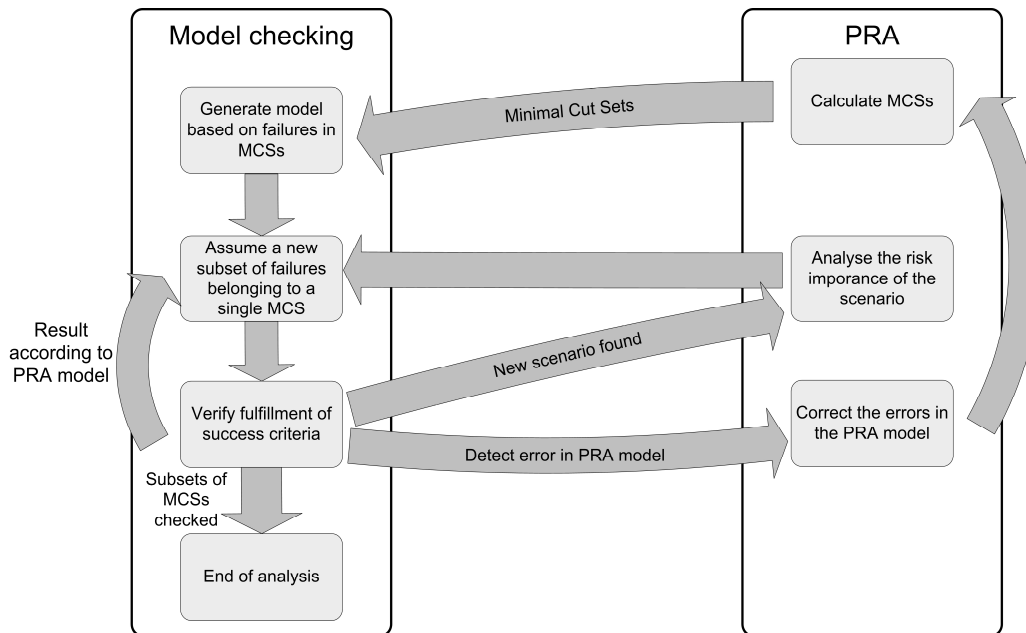 Model checking
PRA
Generate model
based on failures in
MCSs
Minimal Cut Sets
Calculate MCSs
Assume a new
subset of failures
belonging to a
single MCS
Analyse the risk
imporance of the
scenario
Result
according to
PRA model
New scenario found
Verify fulfillment of
success criteria
Correct the errors in
the PRA model
Detect error in PRA model
Subsets of
MCSs
checked
End of analysis